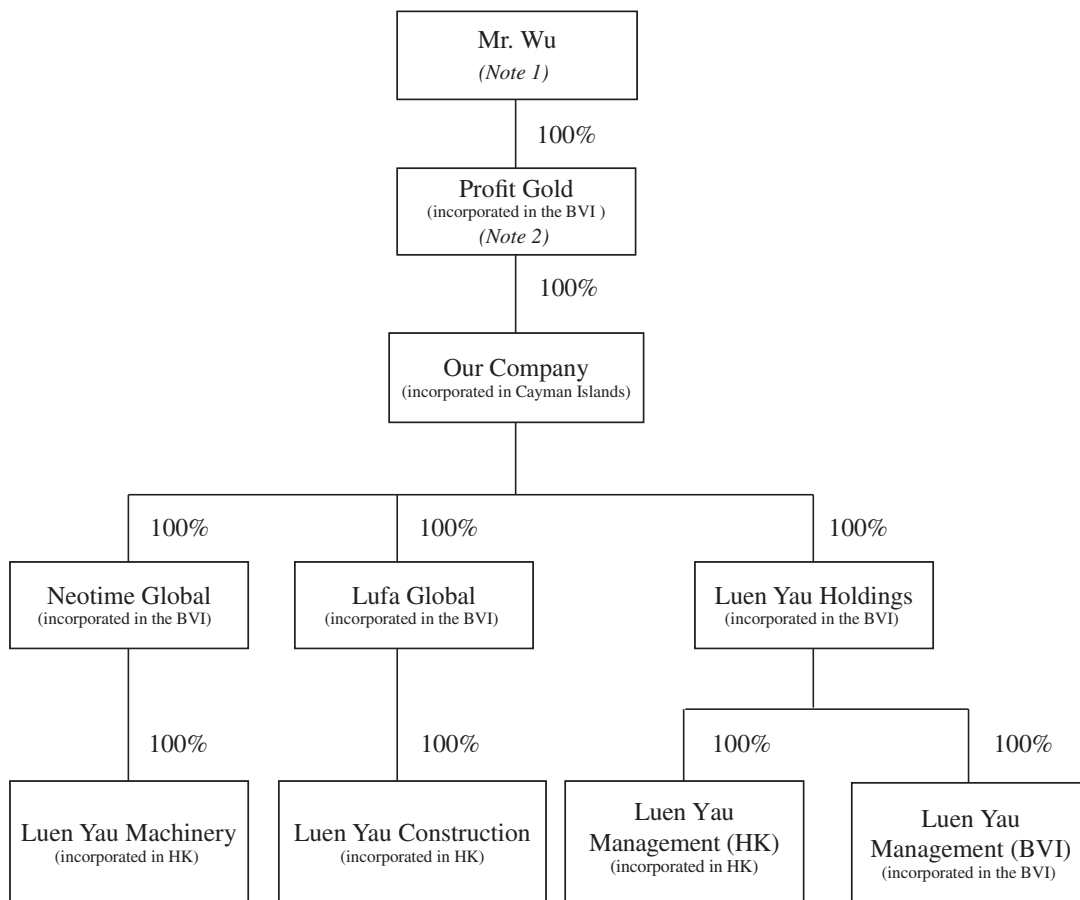 Mr. Wu
(Note 1)
100%
Profit Gold
(incorporated in the BVI )
(Note 2)
100%
Our Company
(incorporated in Cayman Islands)
100%
100%
100%
Neotime Global
(incorporated in the BVI)
Lufa Global
(incorporated in the BVI)
Luen Yau Holdings
(incorporated in the BVI)
100%
100%
100%
100%
Luen Yau Machinery
(incorporated in HK)
Luen Yau Construction
(incorporated in HK)
Luen Yau
Management (HK)
(incorporated in HK)
Luen Yau
Management (BVI)
(incorporated in the BVI)